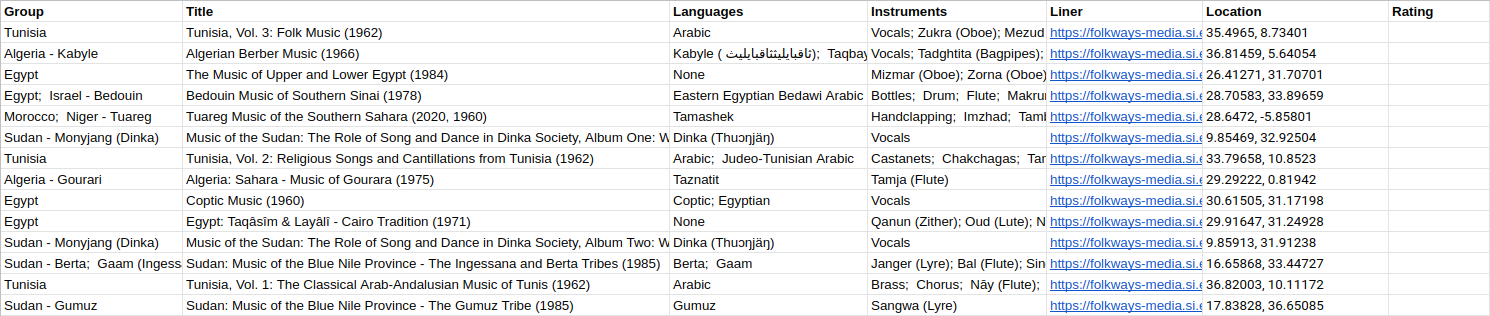 Group Title Languages Instruments Liner Location Rating
Tunisia Tunisia, Vol. 3: Folk Music (1962) Arabic Vocals; Zukra (Oboe); Mezud https://folkways-media.si.e 35.4965, 8.73401
Algeria - Kabyle Algerian Berber Music (1966) Kabyle ( ثاقبايليثثاقبايليث); Taqbay Vocals; Tadghtita (Bagpipes); https://folkways-media.si.e 36.81459, 5.64054
Egypt The Music of Upper and Lower Egypt (1984) None Mizmar (Oboe); Zorna (Oboe) https://folkways-media.si.e 26.41271, 31.70701
Egypt; Israel - Bedouin Bedouin Music of Southern Sinai (1978) Eastern Egyptian Bedawi Arabic Bottles; Drum; Flute; Makrun https://folkways-media.si.e 28.70583, 33.89659
Morocco; Niger - Tuareg Tuareg Music of the Southern Sahara (2020, 1960) Tamashek Handclapping; Imzhad; Tamb https://folkways-media.si.e 28.6472, -5.85801
Sudan - Monyjang (Dinka) Music of the Sudan: The Role of Song and Dance in Dinka Society, Album One: W Dinka (Thuɔŋjäŋ) Vocals https://folkways-media.si.e 9.85469, 32.92504
Tunisia Tunisia, Vol. 2: Religious Songs and Cantillations from Tunisia (1962) Arabic; Judeo-Tunisian Arabic Castanets; Chakchagas; Tar https://folkways-media.si.e 33.79658, 10.8523
Algeria - Gourari Algeria: Sahara - Music of Gourara (1975) Taznatit Tamja (Flute) https://folkways-media.si.e 29.29222, 0.81942
Egypt Coptic Music (1960) Coptic; Egyptian Vocals https://folkways-media.si.e 30.61505, 31.17198
Egypt Egypt: Taqâsîm & Layâlî - Cairo Tradition (1971) None Qanun (Zither); Oud (Lute); N https://folkways-media.si.e 29.91647, 31.24928
Sudan - Monyjang (Dinka) Music of the Sudan: The Role of Song and Dance in Dinka Society, Album Two: W Dinka (Thuɔŋjäŋ) Vocals https://folkways-media.si.e 9.85913, 31.91238
Sudan - Berta; Gaam (Ingess Sudan: Music of the Blue Nile Province - The Ingessana and Berta Tribes (1985) Berta; Gaam Janger (Lyre); Bal (Flute); Sin https://folkways-media.si.e 16.65868, 33.44727
Tunisia Tunisia, Vol. 1: The Classical Arab-Andalusian Music of Tunis (1962) Arabic Brass; Chorus; Nāy (Flute); https://folkways-media.si.e 36.82003, 10.11172
Sudan - Gumuz Sudan: Music of the Blue Nile Province - The Gumuz Tribe (1985) Gumuz Sangwa (Lyre) https://folkways-media.si.e 17.83828, 36.65085